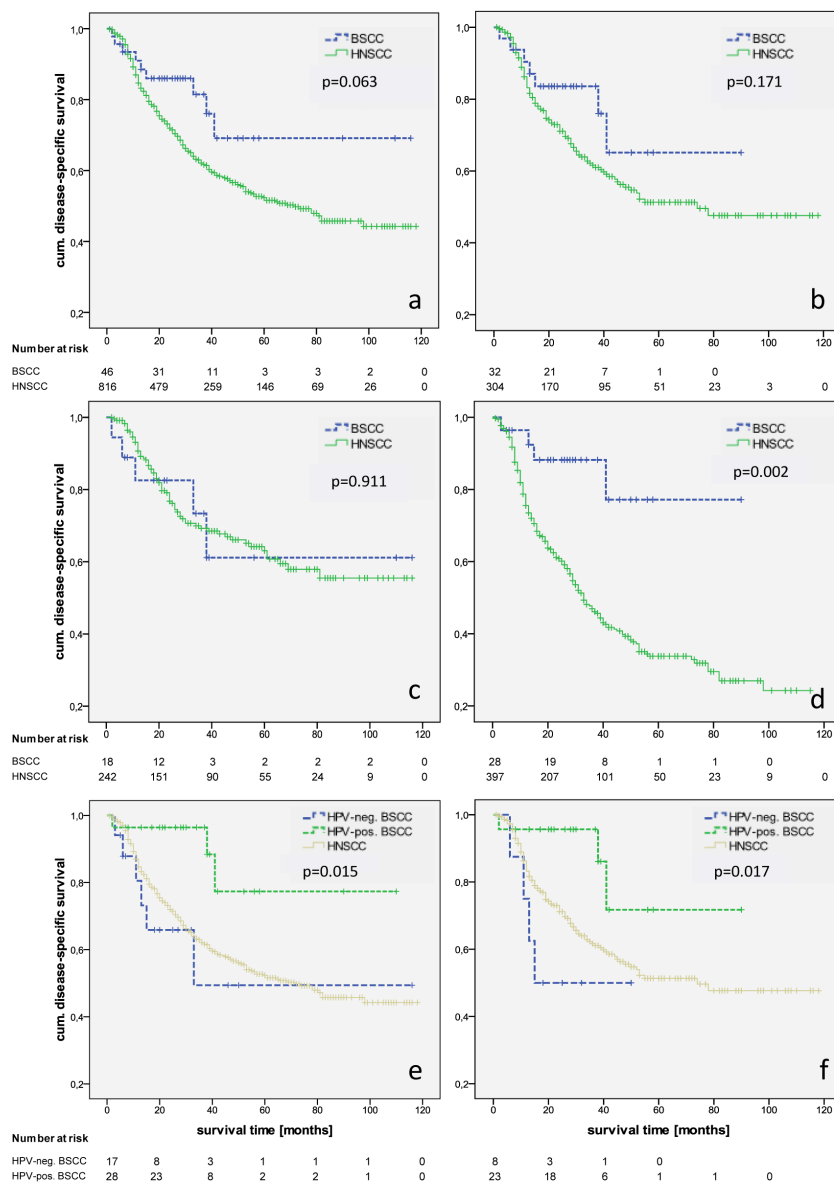 BSCC
HNSCC
p=0.063
1,0
0,8
0,6
0,4
0,2
cum. disease-specific survival
a
0 20 40 60 80 100 120
BSCC
HNSCC
p=0.171
1,0
0,8
0,6
0,4
0,2
b
0 20 40 60 80 100 120
Number at risk
BSCC 46 31 11 3 3 2 0
HNSCC 816 479 259 146 69 26 0
32 21 7 1 0
304 170 95 51 23 3 0
BSCC
HNSCC
p=0.911
1,0
0,8
0,6
0,4
0,2
cum. disease-specific survival
c
0 20 40 60 80 100 120
BSCC
HNSCC
p=0.002
1,0
0,8
0,6
0,4
0,2
d
0 20 40 60 80 100 120
Number at risk
BSCC 18 12 3 2 2 2 0
HNSCC 242 151 90 55 24 9 0
28 19 8 1 1 0
397 207 101 50 23 9 0
HPV-neg. BSCC
HPV-pos. BSCC
HNSCC
p=0.015
1,0
0,8
0,6
0,4
0,2
cum. disease-specific survival
e
0 20 40 60 80 100 120
survival time [months]
HPV-neg. BSCC
HPV-pos. BSCC
HNSCC
p=0.017
1,0
0,8
0,6
0,4
0,2
f
0 20 40 60 80 100 120
survival time [months]
Number at risk
HPV-neg. BSCC 17 8 3 1 1 1 0
HPV-pos. BSCC 28 23 8 2 2 1 0
8 3 1 0
23 18 6 1 1 0